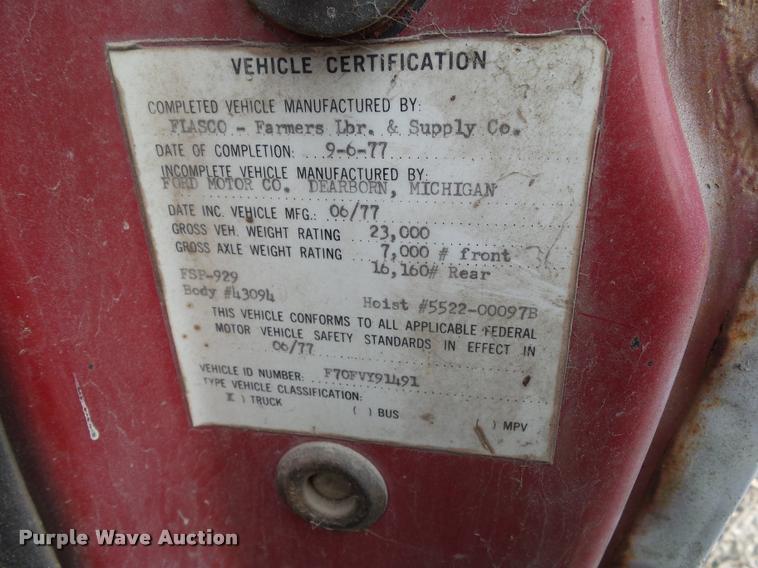 VEHICLE CERTIFICATION
COMPLETED VEHICLE MANUFACTURED BY:
FIASCO - Farmers Lbr. & Supply Co.
DATE OF COMPLETION: 9-6-77
INCOMPLETE VEHICLE MANUFACTURED BY:
FORD MOTOR CO. DEARBORN, MICHIGAN
DATE INC. VEHICLE MFG.: 06/77
GROSS VEH. WEIGHT RATING 23,000
GROSS AXLE WEIGHT RATING 7,000 # front
16,160# Rear
FSP-929
Body #43094 Hoist #5522-00097B
THIS VEHICLE CONFORMS TO ALL APPLICABLE FEDERAL
MOTOR VEHICLE SAFETY STANDARDS IN EFFECT IN
06/77
VEHICLE ID NUMBER: F70FVY91491
TYPE VEHICLE CLASSIFICATION:
X ) TRUCK ( ) BUS ( ) MPV
Purple Wave Auction